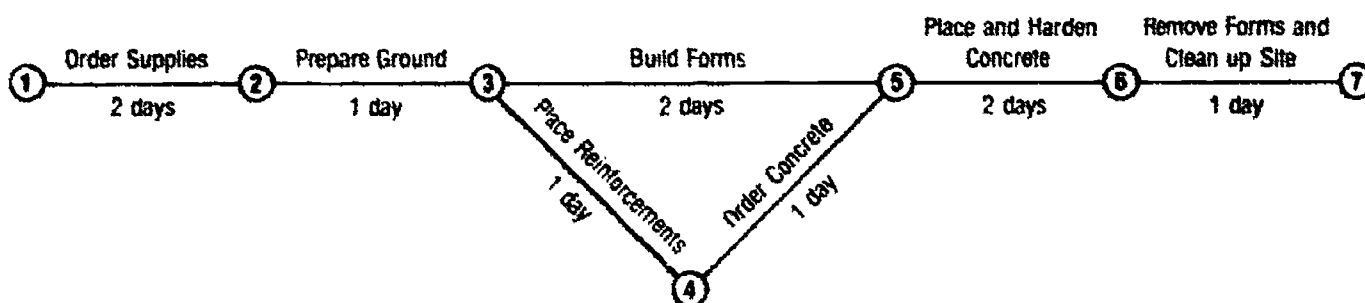 Order Supplies
Prepare Ground
Build Forms
Place and Harden
Concrete
Remove Forms and
Clean up Site
1
2
3
5
6
7
2 days
1 day
2 days
2 days
1 day
Place Reinforcements
1 day
Order Concrete
1 day
4